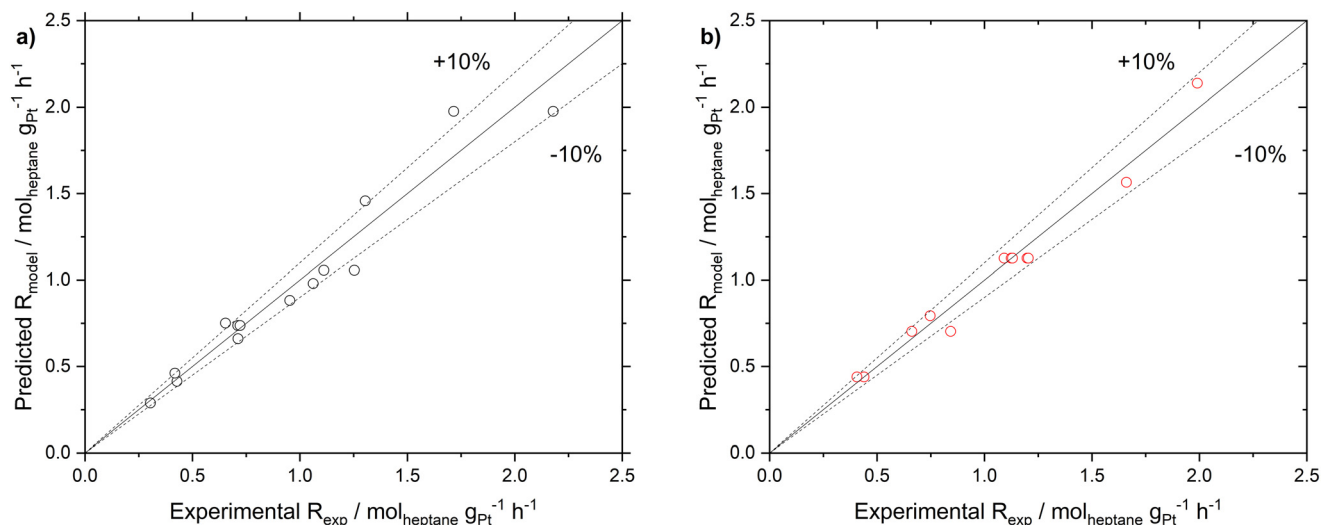 a)
+10%
-10%
2.5
2.0
1.5
1.0
0.5
0.0
0.0 0.5 1.0 1.5 2.0 2.5
Predicted R_model / mol_heptane g_Pt^-1 h^-1
Experimental R_exp / mol_heptane g_Pt^-1 h^-1
b)
+10%
-10%
2.5
2.0
1.5
1.0
0.5
0.0
0.0 0.5 1.0 1.5 2.0 2.5
Predicted R_model / mol_heptane g_Pt^-1 h^-1
Experimental R_exp / mol_heptane g_Pt^-1 h^-1